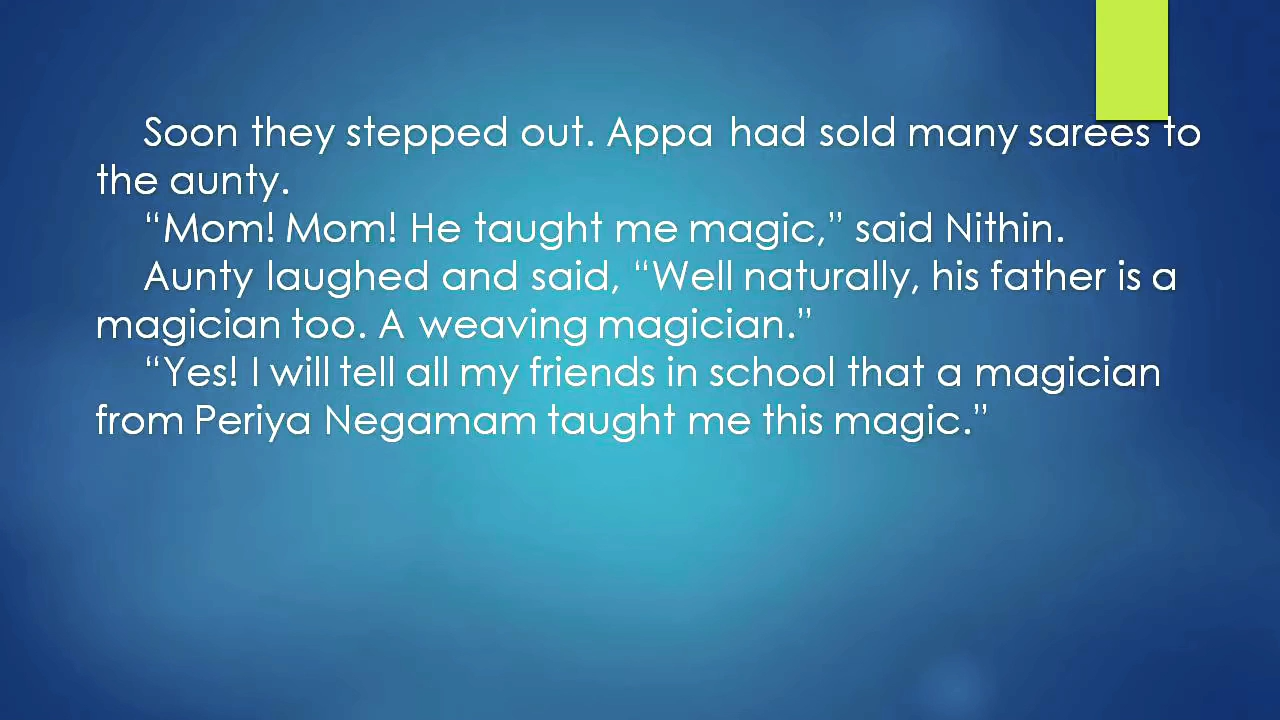 Soon they stepped out. Appa had sold many sarees to
the aunty.
“Mom! Mom! He taught me magic,” said Nithin.
Aunty laughed and said, “Well naturally, his father is a
magician too. A weaving magician.”
“Yes! I will tell all my friends in school that a magician
from Periya Negamam taught me this magic.”